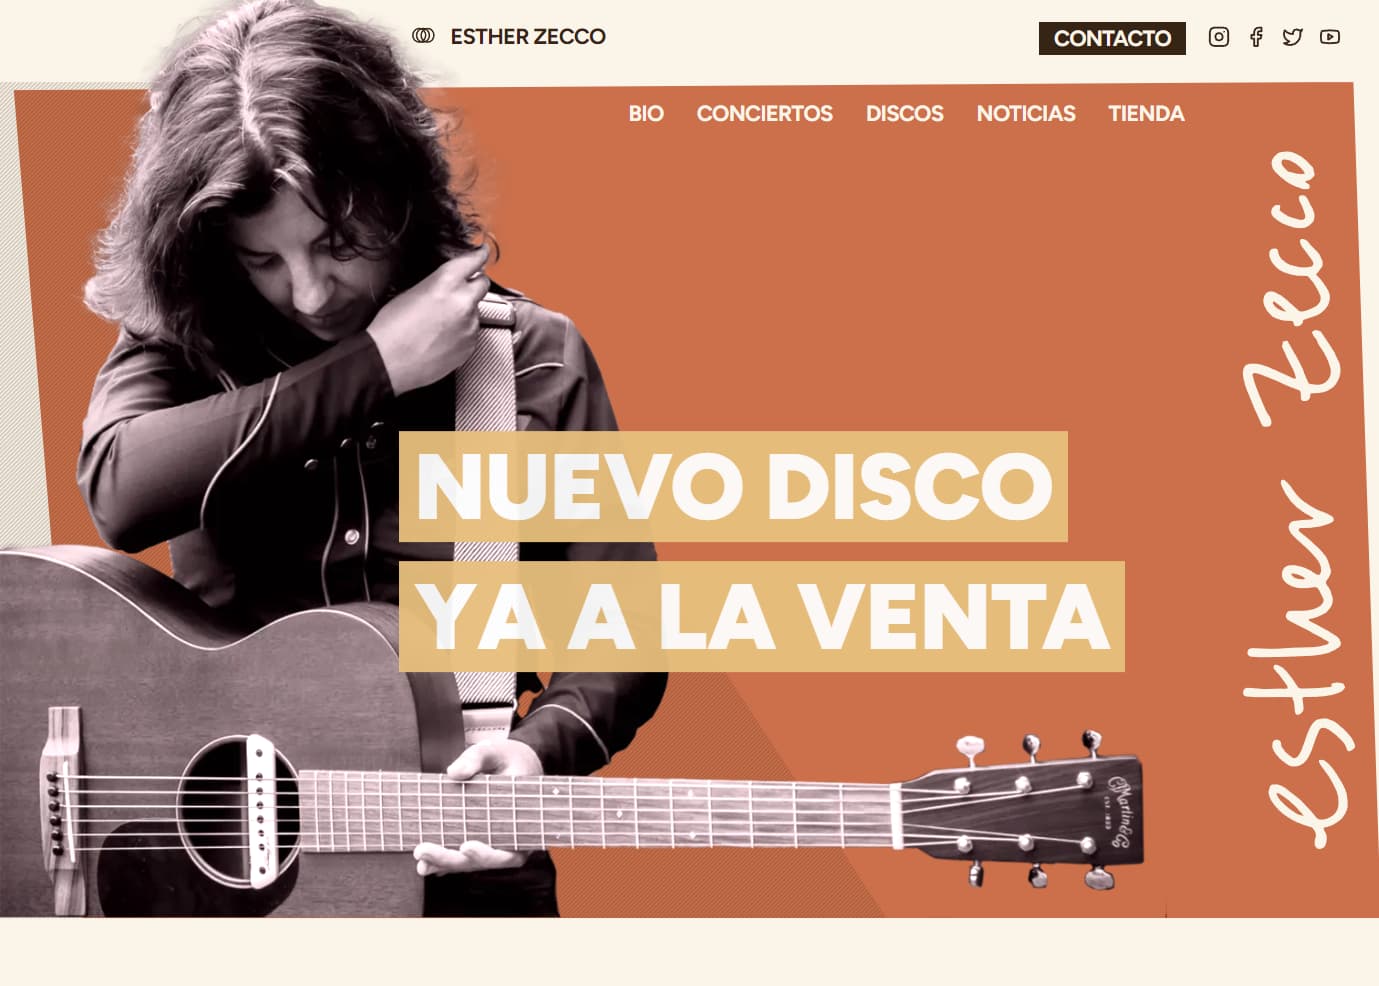 ESTHER ZECCO
CONTACTO
BIO CONCIERTOS DISCOS NOTICIAS TIENDA
NUEVO DISCO
YA A LA VENTA
esther zecco
Martin & Co
EST. 1833